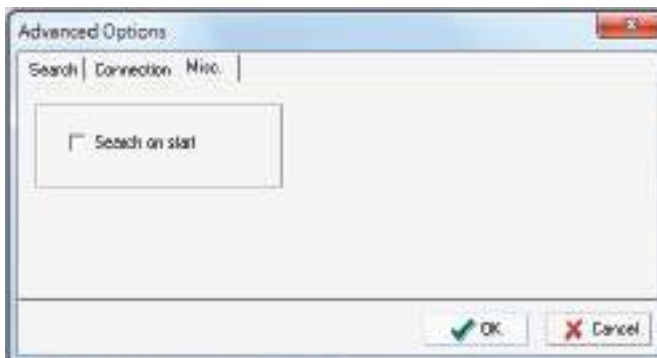 Advanced Options
Search Connection Misc.
Search on start
OK Cancel